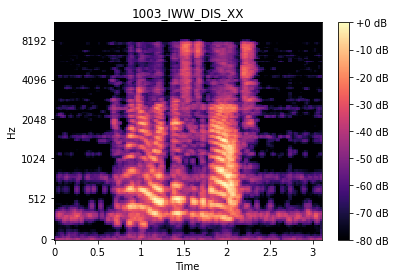 1003_IWW_DIS_XX
8192
4096
2048
1024
512
0
Hz
0
0.5
1
1.5
2
2.5
3
Time
+0 dB
-10 dB
-20 dB
-30 dB
-40 dB
-50 dB
-60 dB
-70 dB
-80 dB